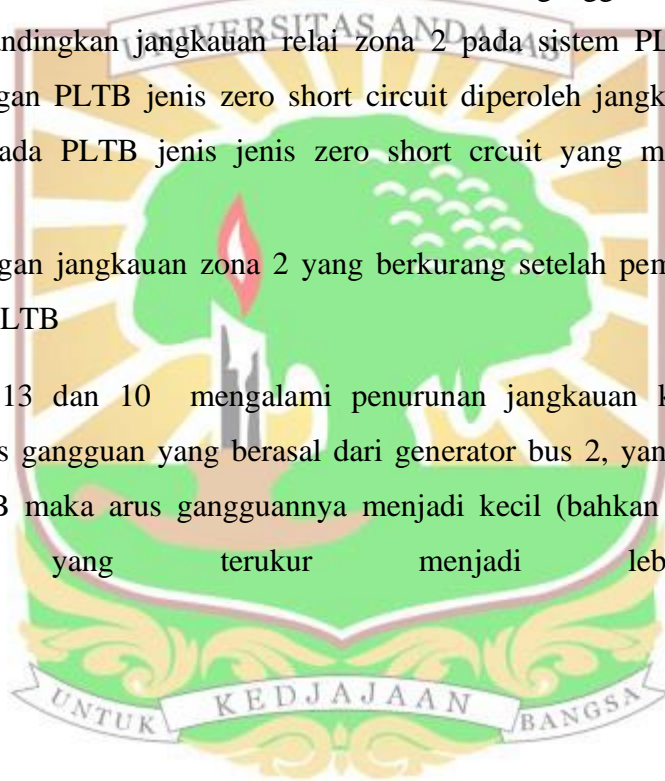 UNIVERSITAS ANDALAS
andingkan jangkauan relai zona 2 pada sistem PL
gan PLTB jenis zero short circuit diperoleh jangk
ada PLTB jenis jenis zero short crcuit yang m
gan jangkauan zona 2 yang berkurang setelah pem
LTB
13 dan 10 mengalami penurunan jangkauan k
s gangguan yang berasal dari generator bus 2, yan
B maka arus gangguannya menjadi kecil (bahkan
yang terukur menjadi leb
UNTUK KEDJAJAAN BANGSA